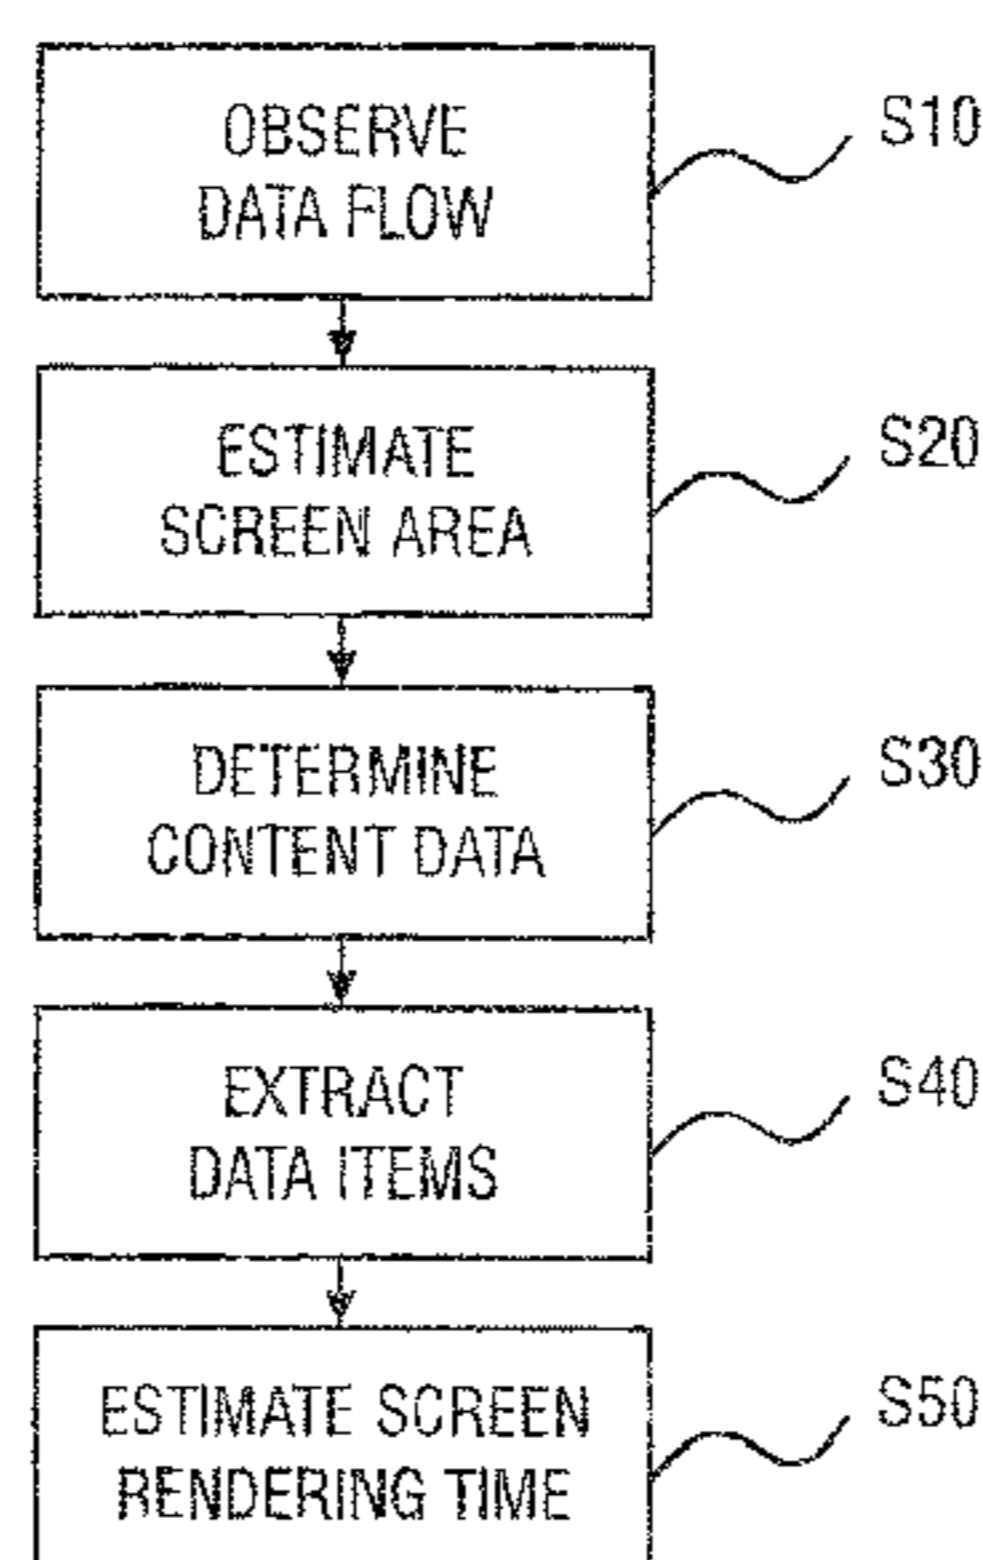 OBSERVE
DATA FLOW
S10
ESTIMATE
SCREEN AREA
S20
DETERMINE
CONTENT DATA
S30
EXTRACT
DATA ITEMS
S40
ESTIMATE SCREEN
RENDERING TIME
S50